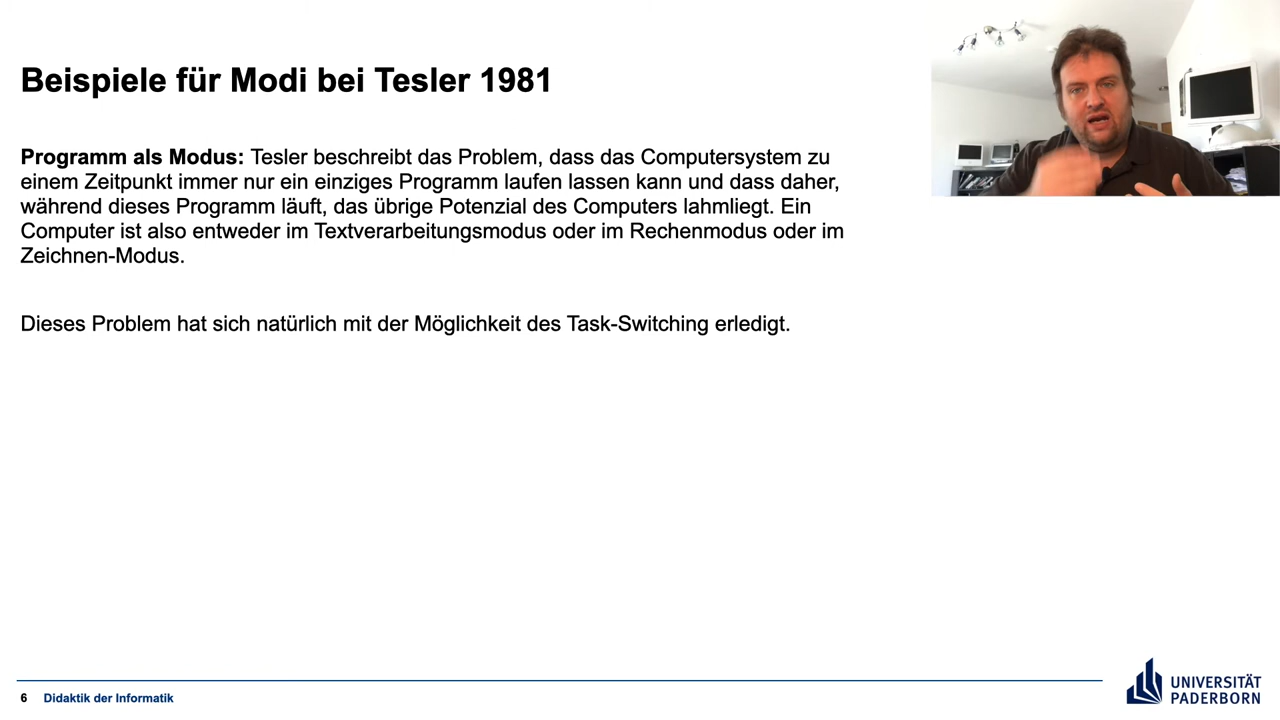 Beispiele für Modi bei Tesler 1981
Programm als Modus: Tesler beschreibt das Problem, dass das Computersystem zu
einem Zeitpunkt immer nur ein einziges Programm laufen lassen kann und dass daher,
während dieses Programm läuft, das übrige Potenzial des Computers lahmliegt. Ein
Computer ist also entweder im Textverarbeitungsmodus oder im Rechenmodus oder im
Zeichnen-Modus.
Dieses Problem hat sich natürlich mit der Möglichkeit des Task-Switching erledigt.
6 Didaktik der Informatik
UNIVERSITÄT
PADERBORN